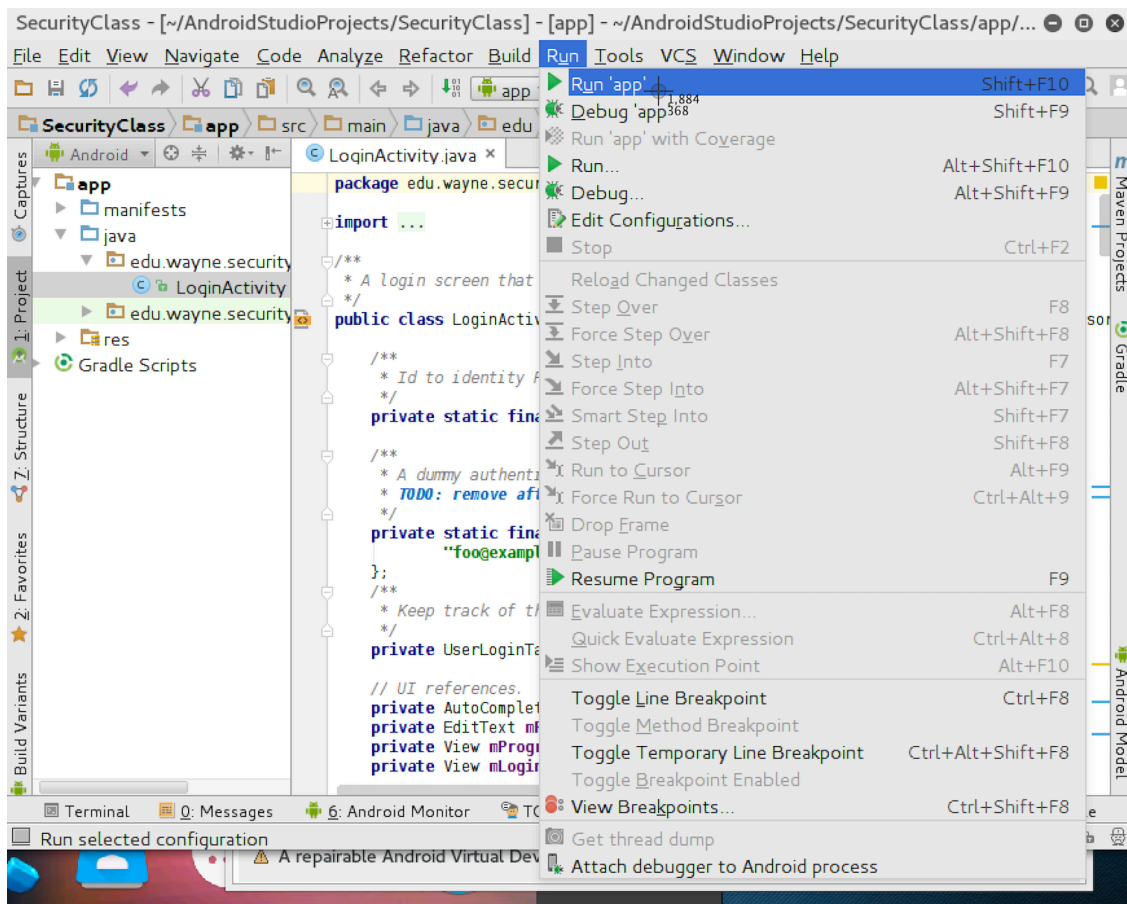 SecurityClass - [~/AndroidStudioProjects/SecurityClass] - [app] - ~/AndroidStudioProjects/SecurityClass/app/...
File Edit View Navigate Code Analyze Refactor Build Run Tools VCS Window Help
app
SecurityClass app src main java edu
Android
LoginActivity.java
Captures
1: Project
7: Structure
2: Favorites
Build Variants
app
manifests
java
edu.wayne.security
LoginActivity
edu.wayne.security
res
Gradle Scripts
package edu.wayne.secur
import ...
/**
* A login screen that
*/
public class LoginActiv
/**
* Id to identity
*/
private static fina
/**
* A dummy authenti
* TODO: remove aft
*/
private static fina
"foo@exampl
};
/**
* Keep track of th
*/
private UserLoginTa
// UI references.
private AutoComplet
private EditText
private View mProgr
private View mLogin
Run 'app' Shift+F10
1,884
368
Debug 'app Shift+F9
Run 'app' with Coverage
Run... Alt+Shift+F10
Debug... Alt+Shift+F9
Edit Configurations...
Stop Ctrl+F2
Reload Changed Classes
Step Over F8
Force Step Over Alt+Shift+F8
Step Into F7
Force Step Into Alt+Shift+F7
Smart Step Into Shift+F7
Step Out Shift+F8
Run to Cursor Alt+F9
Force Run to Cursor Ctrl+Alt+9
Drop Frame
Pause Program
Resume Program F9
Evaluate Expression... Alt+F8
Quick Evaluate Expression Ctrl+Alt+8
Show Execution Point Alt+F10
Toggle Line Breakpoint Ctrl+F8
Toggle Method Breakpoint
Toggle Temporary Line Breakpoint Ctrl+Alt+Shift+F8
Toggle Breakpoint Enabled
View Breakpoints... Ctrl+Shift+F8
Get thread dump
Attach debugger to Android process
sor
Maven Projects
Gradle
Android Model
Terminal 0: Messages 6: Android Monitor TO
Run selected configuration
A repairable Android Virtual Dev